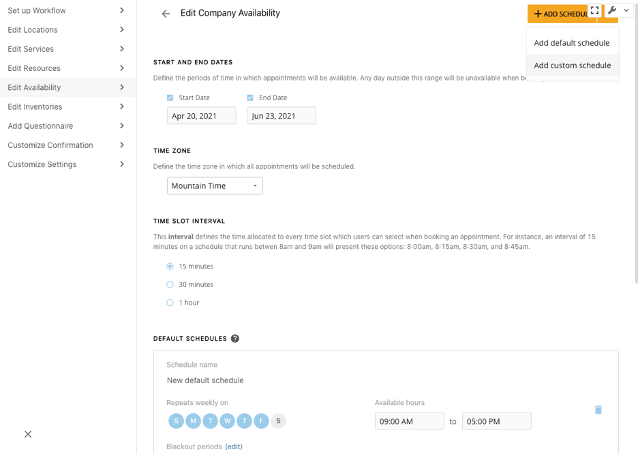 Set up Workflow
Edit Locations
Edit Services
Edit Resources
Edit Availability
Edit Inventories
Add Questionnaire
Customize Confirmation
Customize Settings
Edit Company Availability
+ ADD SCHEDUL
Add default schedule
Add custom schedule
START AND END DATES
Define the periods of time in which appointments will be available. Any day outside this range will be unavailable when
Start Date
End Date
Apr 20, 2021
Jun 23, 2021
TIME ZONE
Define the time zone in which all appointments will be scheduled.
Mountain Time
TIME SLOT INTERVAL
This interval defines the time allocated to every time slot which users can select when booking an appointment. For instance, an interval of 15
minutes on a schedule that runs betwen 8am and 9am will present these options: 8:00am, 8:15am, 8:30am, and 8:45am.
15 minutes
30 minutes
1 hour
DEFAULT SCHEDULES ?
Schedule name
New default schedule
Repeats weekly on
Available hours
S M T W T F S
09:00 AM to 05:00 PM
Blackout periods (edit)